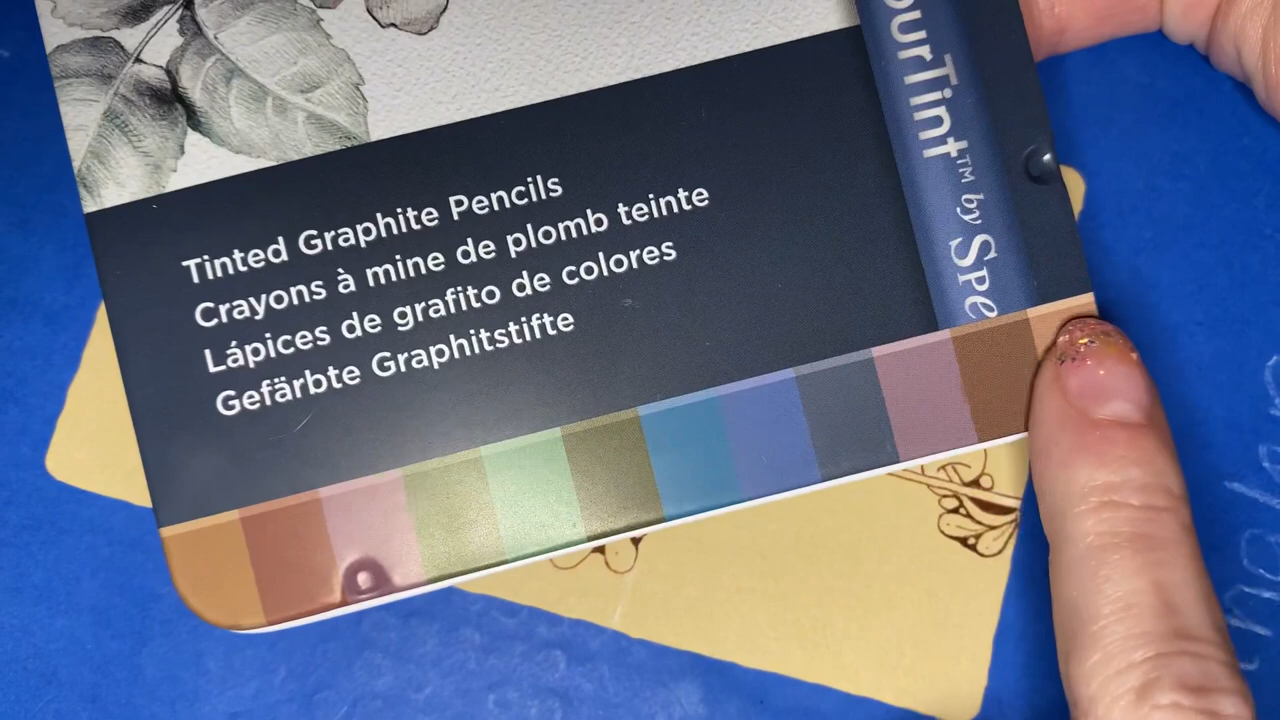 Tinted Graphite Pencils
Crayons à mine de plomb teinte
Lápices de grafito de colores
Gefärbte Graphitstifte
ourTint™ by Spe